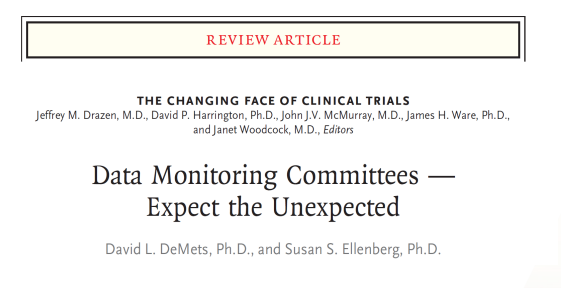 REVIEW ARTICLE
THE CHANGING FACE OF CLINICAL TRIALS
Jeffrey M. Drazen, M.D., David P. Harrington, Ph.D., John J.V. McMurray, M.D., James H. Ware, Ph.D.,
and Janet Woodcock, M.D., Editors
Data Monitoring Committees —
Expect the Unexpected
David L. DeMets, Ph.D., and Susan S. Ellenberg, Ph.D.